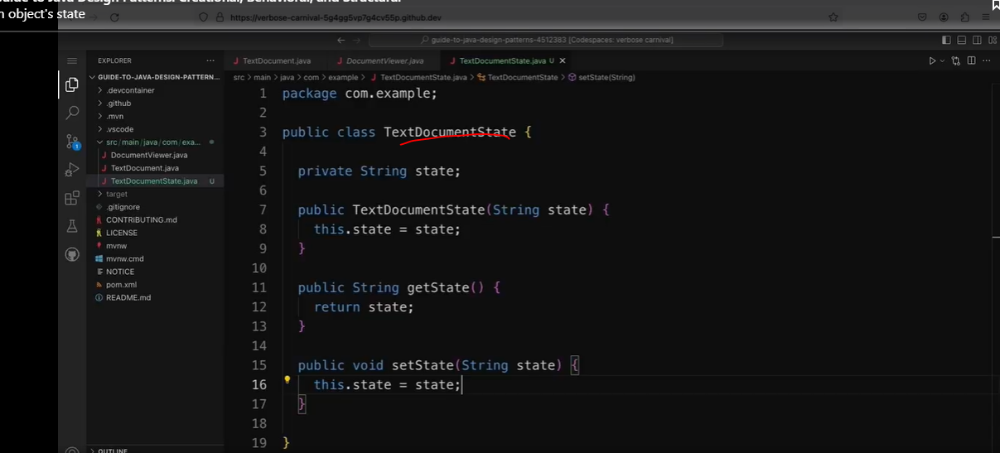 Guide to Java Design Patterns: Creational, Behavioral, and Structural
object's state
https://verbose-carnival-5g4gg5vp7g4cv55p.github.dev
guide-to-java-design-patterns-4512383 [Codespaces: verbose carnival]
EXPLORER
TextDocument.java
DocumentViewer.java
TextDocumentState.java U
GUIDE-TO-JAVA-DESIGN-PATTERN...
src > main > java > com > example > TextDocumentState.java > TextDocumentState > setState(String)
.devcontainer
.github
.mvn
.vscode
src/main/java/com/exa...
DocumentViewer.java
TextDocument.java
TextDocumentState.java U
target
.gitignore
CONTRIBUTING.md
LICENSE
mvnw
mvnw.cmd
NOTICE
pom.xml
README.md
OUTLINE
1
1 package com.example;
2
3 public class TextDocumentState {
4
5 private String state;
6
7 public TextDocumentState(String state) {
8 this.state = state;
9 }
10
11 public String getState() {
12 return state;
13 }
14
15 public void setState(String state) {
16 this.state = state;
17 }
18
19 }